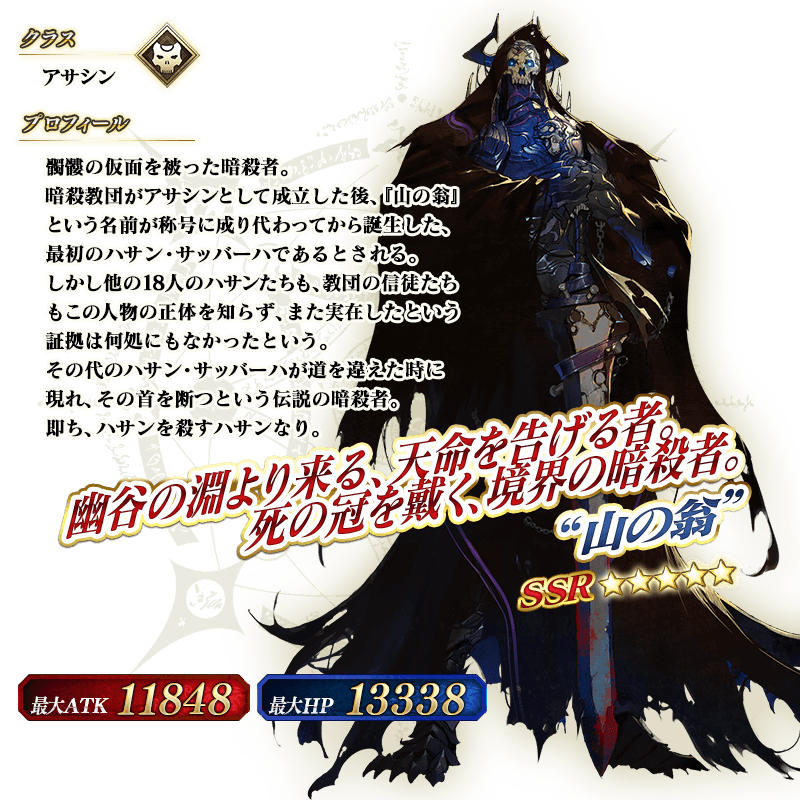 クラス
アサシン
プロフィール
髑髏の仮面を被った暗殺者。
暗殺教団がアサシンとして成立した後、『山の翁』
という名前が称号に成り代わってから誕生した、
最初のハサン・サッバーハであるとされる。
しかし他の18人のハサンたちも、教団の信徒たち
もこの人物の正体を知らず、また実在したという
証拠は何処にもなかったという。
その代のハサン・サッバーハが道を違えた時に
現れ、その首を断つという伝説の暗殺者。
即ち、ハサンを殺すハサンなり。
幽谷の淵より来る、天命を告げる者。
死の冠を戴く、境界の暗殺者。
“山の翁”
SSR ☆☆☆☆☆
最大ATK 11848
最大HP 13338